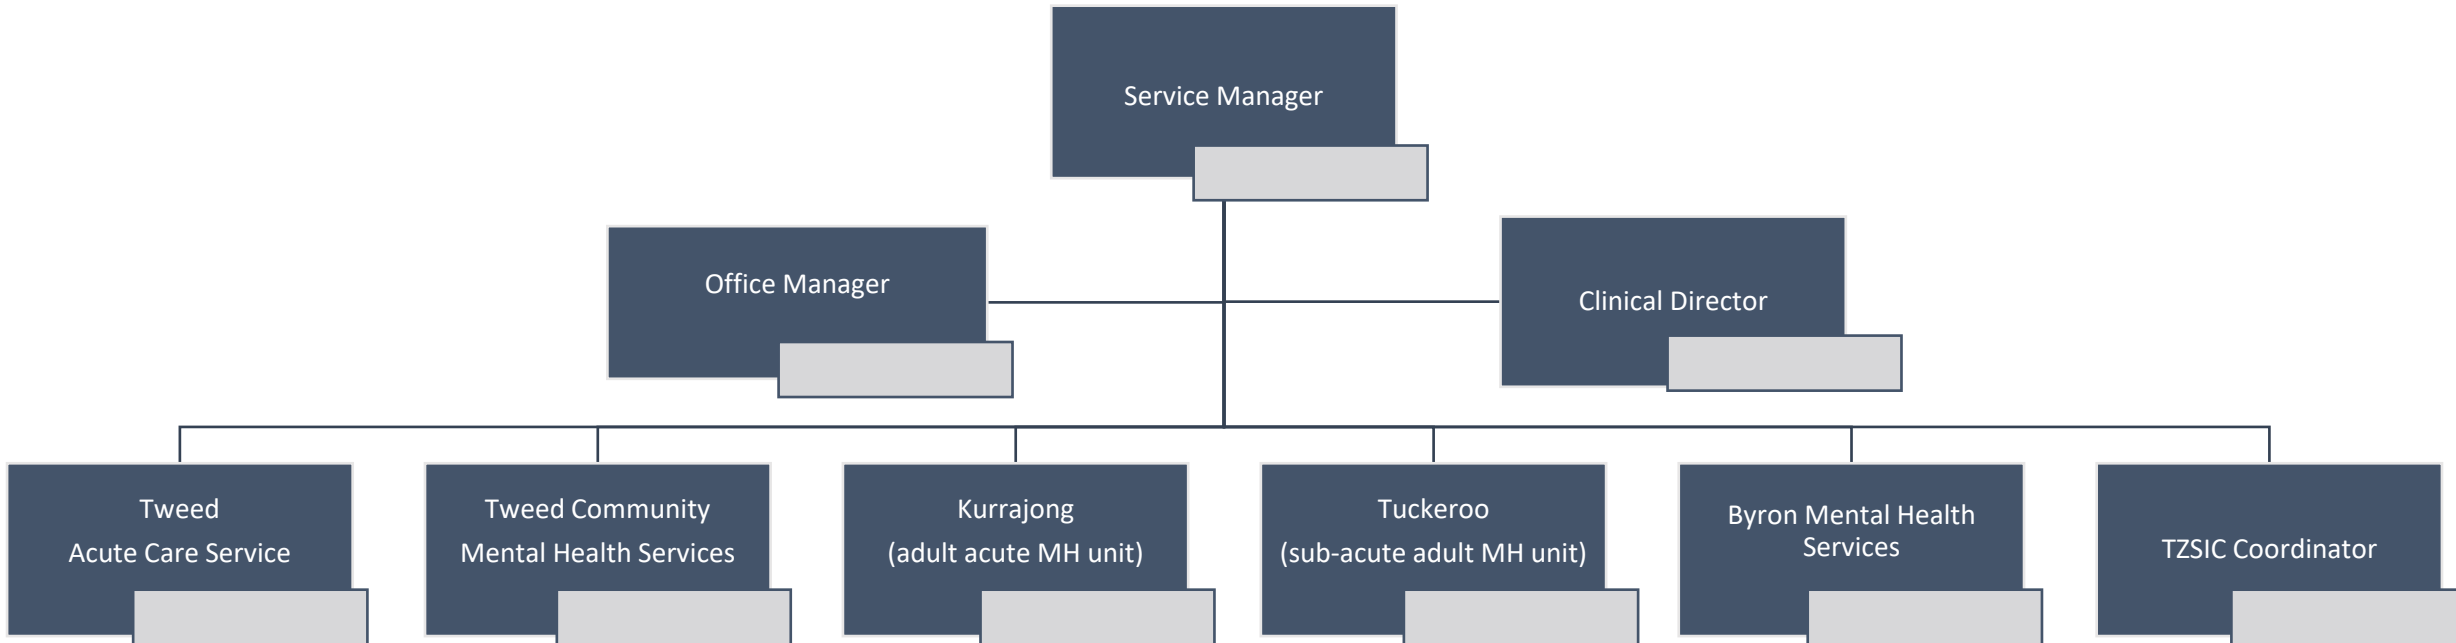 Service Manager
Office Manager
Clinical Director
Tweed
Acute Care Service
Tweed Community
Mental Health Services
Kurrajong
(adult acute MH unit)
Tuckeroo
(sub-acute adult MH unit)
Byron Mental Health
Services
TZSIC Coordinator